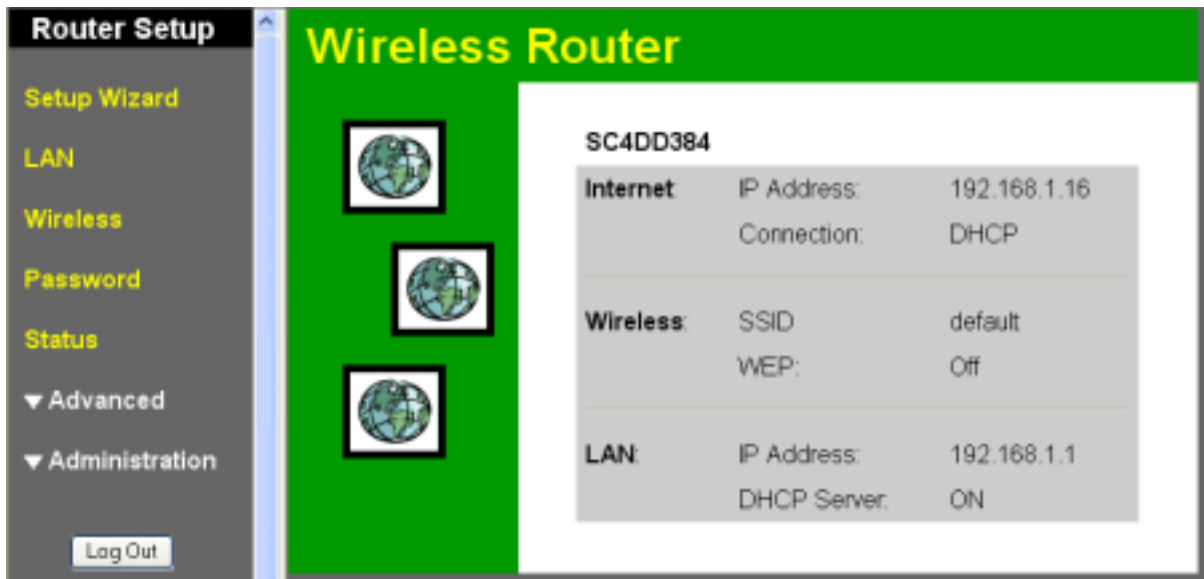 Router Setup
Setup Wizard
LAN
Wireless
Password
Status
Advanced
Administration
Log Out
Wireless Router
SC4DD384
Internet: IP Address: 192.168.1.16
Connection: DHCP
Wireless: SSID default
WEP: Off
LAN: IP Address: 192.168.1.1
DHCP Server: ON